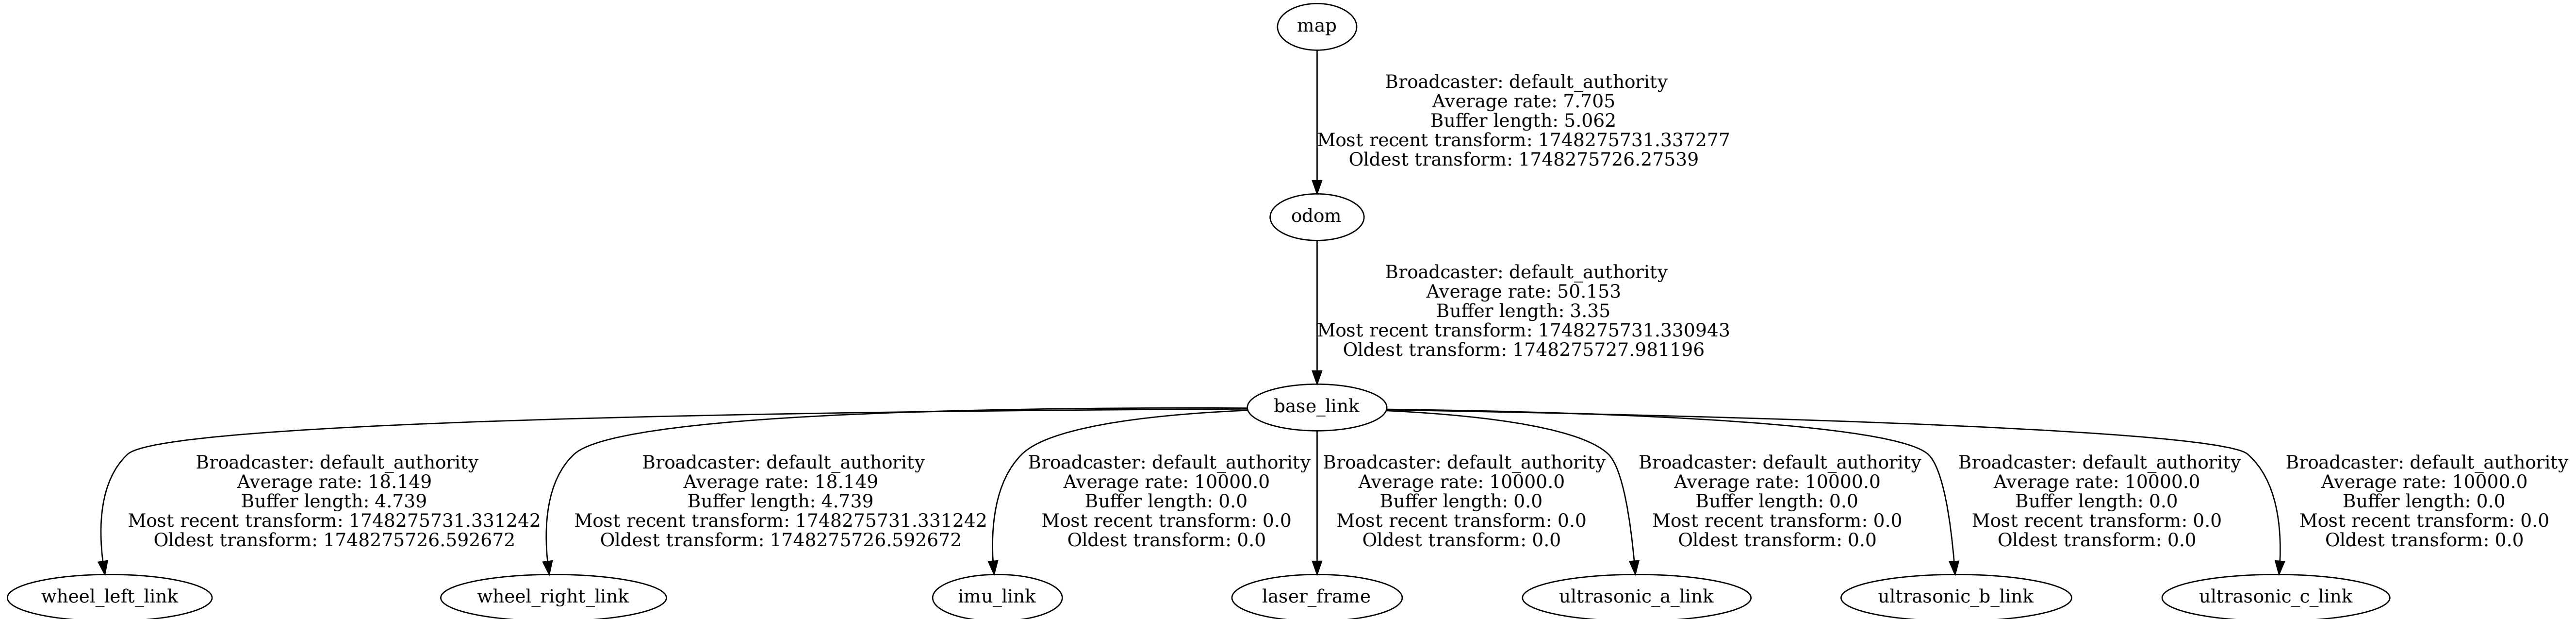 map
Broadcaster: default_authority
Average rate: 7.705
Buffer length: 5.062
Most recent transform: 1748275731.337277
Oldest transform: 1748275726.27539
odom
Broadcaster: default_authority
Average rate: 50.153
Buffer length: 3.35
Most recent transform: 1748275731.330943
Oldest transform: 1748275727.981196
base_link
Broadcaster: default_authority
Average rate: 18.149
Buffer length: 4.739
Most recent transform: 1748275731.331242
Oldest transform: 1748275726.592672
Broadcaster: default_authority
Average rate: 18.149
Buffer length: 4.739
Most recent transform: 1748275731.331242
Oldest transform: 1748275726.592672
Broadcaster: default_authority
Average rate: 10000.0
Buffer length: 0.0
Most recent transform: 0.0
Oldest transform: 0.0
Broadcaster: default_authority
Average rate: 10000.0
Buffer length: 0.0
Most recent transform: 0.0
Oldest transform: 0.0
Broadcaster: default_authority
Average rate: 10000.0
Buffer length: 0.0
Most recent transform: 0.0
Oldest transform: 0.0
Broadcaster: default_authority
Average rate: 10000.0
Buffer length: 0.0
Most recent transform: 0.0
Oldest transform: 0.0
Broadcaster: default_authority
Average rate: 10000.0
Buffer length: 0.0
Most recent transform: 0.0
Oldest transform: 0.0
wheel_left_link
wheel_right_link
imu_link
laser_frame
ultrasonic_a_link
ultrasonic_b_link
ultrasonic_c_link